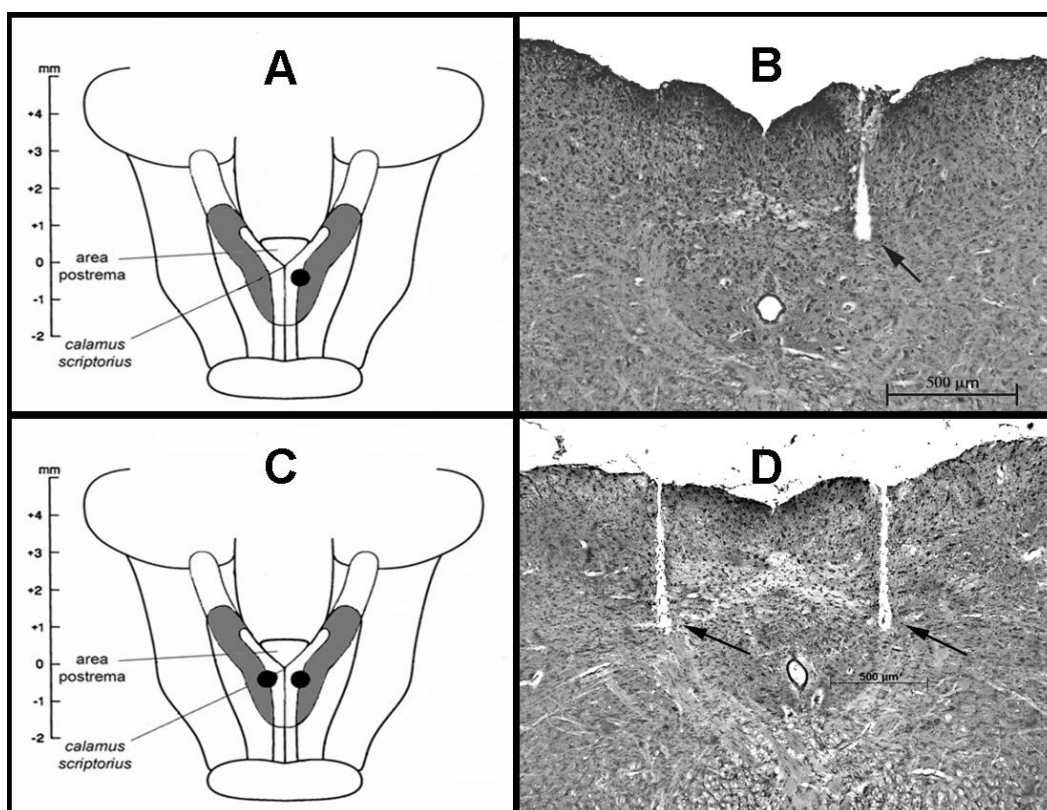 A
mm
+4
+3
+2
+1
0
-1
-2
area
postrema
calamus
scriptorius
B
500 µm
C
mm
+4
+3
+2
+1
0
-1
-2
area
postrema
calamus
scriptorius
D
500 µm